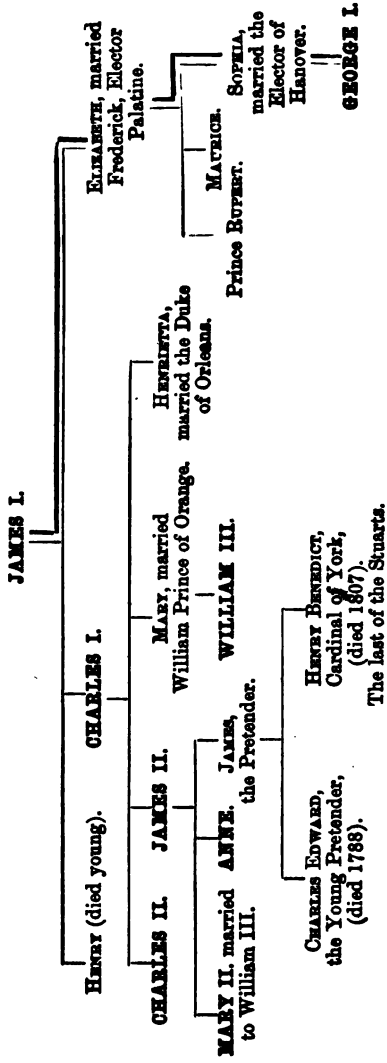 JAMES I.
HENRY (died young).
CHARLES I.
ELIZABETH, married
Frederick, Elector
Palatine.
CHARLES II.
JAMES II.
MARY, married
William Prince of Orange.
HENRIETTA,
married the Duke
of Orleans.
Prince RUPERT.
MAURICE.
SOPHIA,
married the
Elector of
Hanover.
MARY II. married
to William III.
ANNE.
JAMES,
the Pretender.
WILLIAM III.
GEORGE I.
CHARLES EDWARD,
the Young Pretender,
(died 1788).
HENRY BENEDICT,
Cardinal of York,
(died 1807).
The last of the Stuarts.